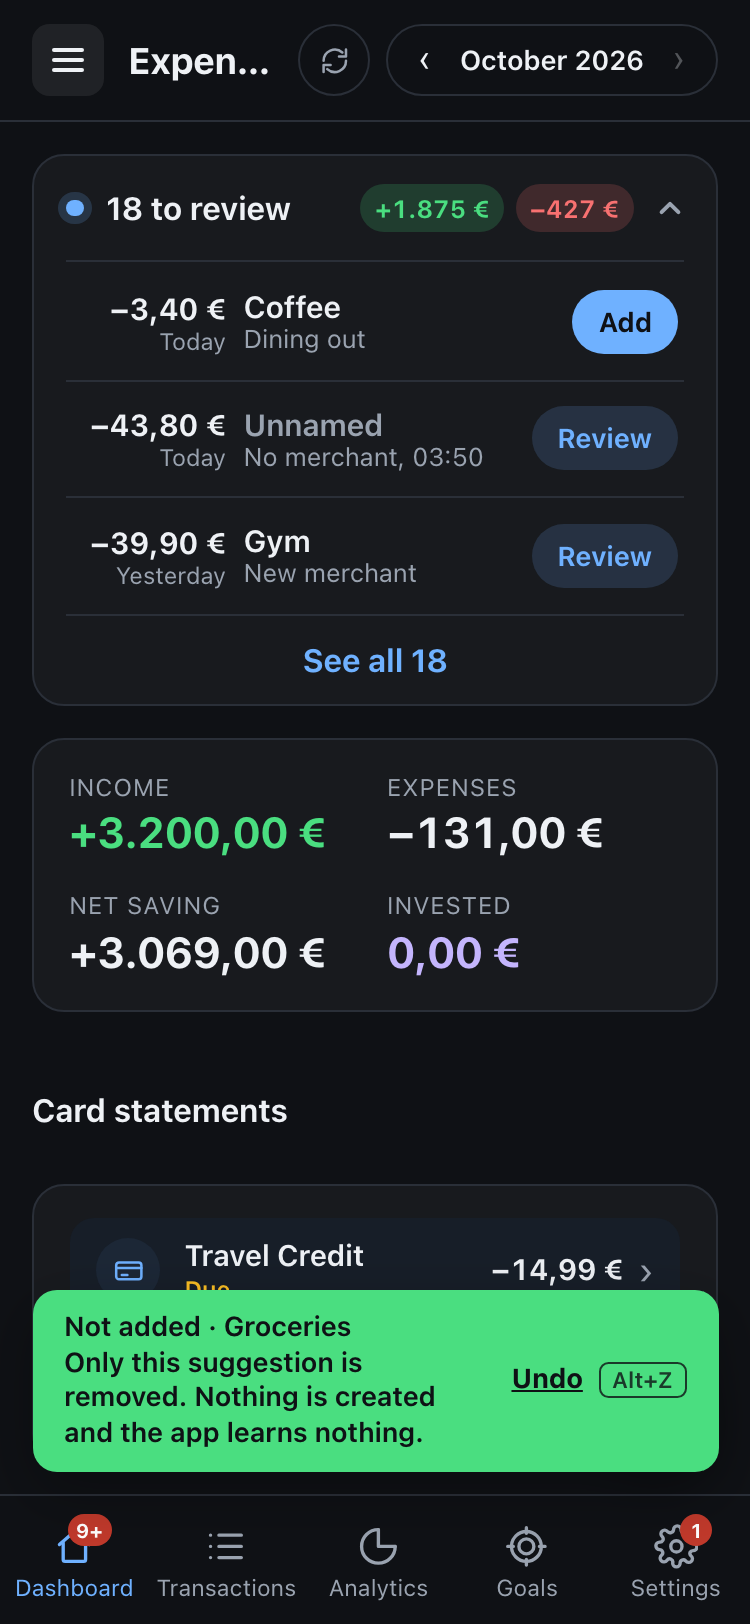 Expen...
‹ October 2026 ›
18 to review +1.875 € −427 €
−3,40 € Coffee
Today Dining out
Add
−43,80 € Unnamed
Today No merchant, 03:50
Review
−39,90 € Gym
Yesterday New merchant
Review
See all 18
INCOME EXPENSES
+3.200,00 € −131,00 €
NET SAVING INVESTED
+3.069,00 € 0,00 €
Card statements
Travel Credit
−14,99 € ›
Due
Not added · Groceries
Only this suggestion is
removed. Nothing is created
and the app learns nothing.
Undo Alt+Z
9+ 1
Dashboard Transactions Analytics Goals Settings